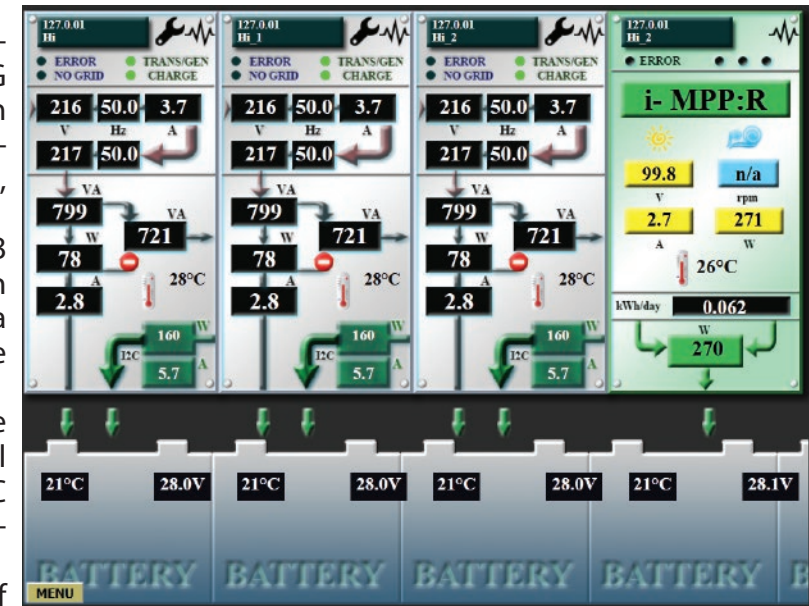 127.0.01
Hi
ERROR TRANS/GEN
NO GRID CHARGE
216 50.0 3.7
V Hz A
217 50.0
VA
799 VA
721
W
78
A 28°C
2.8
W
160
I2C
5.7 A
127.0.01
Hi_1
ERROR TRANS/GEN
NO GRID CHARGE
216 50.0 3.7
V Hz A
217 50.0
VA
799 VA
721
W
78
A 28°C
2.8
W
160
I2C
5.7 A
127.0.01
Hi_2
ERROR TRANS/GEN
NO GRID CHARGE
216 50.0 3.7
V Hz A
217 50.0
VA
799 VA
721
W
78
A 28°C
2.8
W
160
I2C
5.7 A
127.0.01
Hi_2
ERROR
i- MPP:R
99.8 n/a
V rpm
2.7 271
A W
26°C
kWh/day 0.062
W
270
21°C 28.0V
BATTERY
21°C 28.0V
BATTERY
21°C 28.0V
BATTERY
21°C 28.1V
BATTERY
MENU